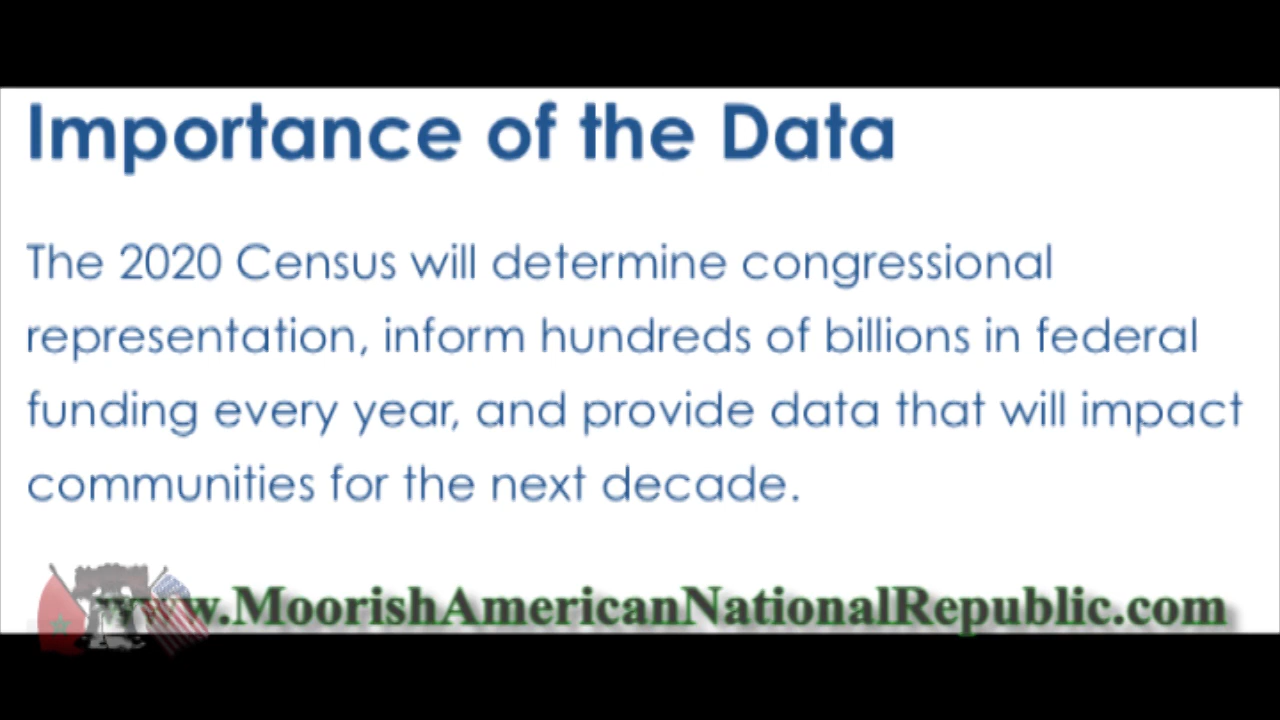 Importance of the Data
The 2020 Census will determine congressional
representation, inform hundreds of billions in federal
funding every year, and provide data that will impact
communities for the next decade.
www.MoorishAmericanNationalRepublic.com